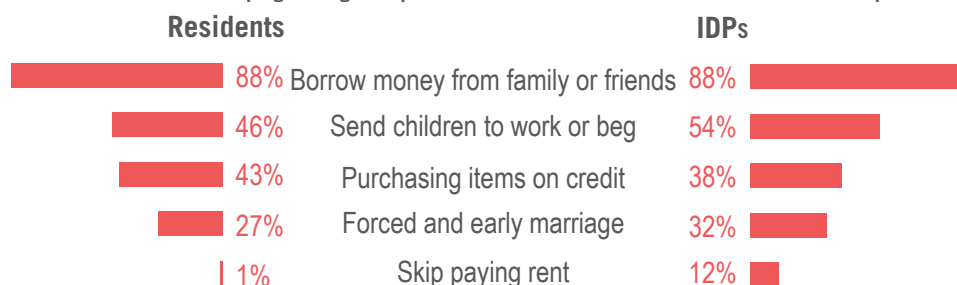 Residents IDPs
88% Borrow money from family or friends 88%
46% Send children to work or beg 54%
43% Purchasing items on credit 38%
27% Forced and early marriage 32%
1% Skip paying rent 12%